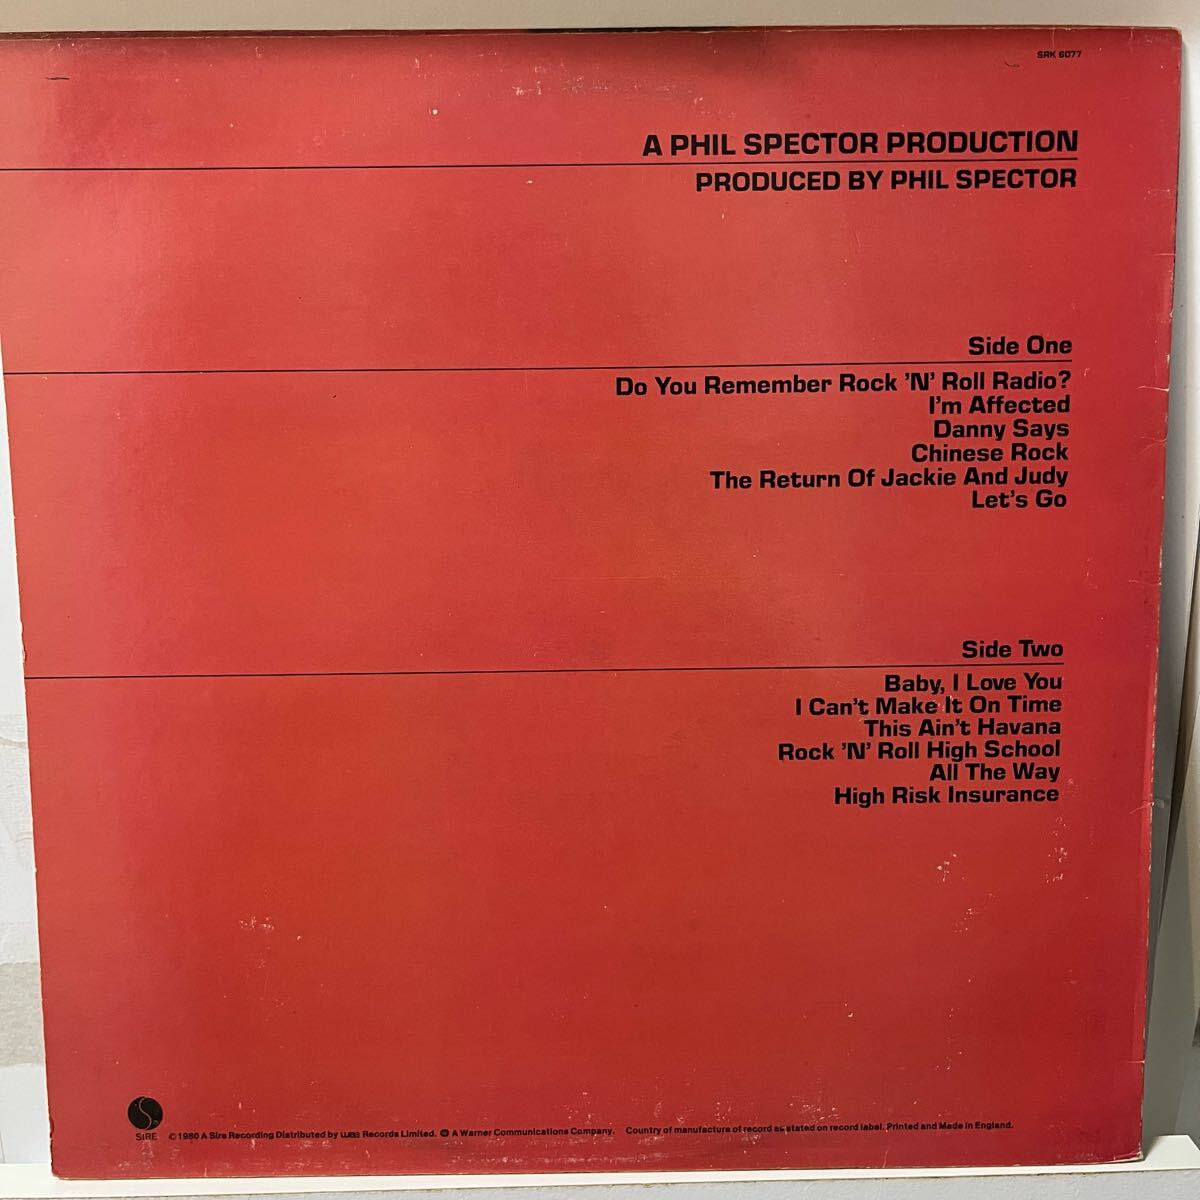 SRK 6077
A PHIL SPECTOR PRODUCTION
PRODUCED BY PHIL SPECTOR
Side One
Do You Remember Rock 'N' Roll Radio?
I'm Affected
Danny Says
Chinese Rock
The Return Of Jackie And Judy
Let's Go
Side Two
Baby, I Love You
I Can't Make It On Time
This Ain't Havana
Rock 'N' Roll High School
All The Way
High Risk Insurance
SIRE
© 1980 A Sire Recording Distributed by wea Records Limited. A Warner Communications Company. Country of manufacture of record as stated on record label. Printed and Made in England.